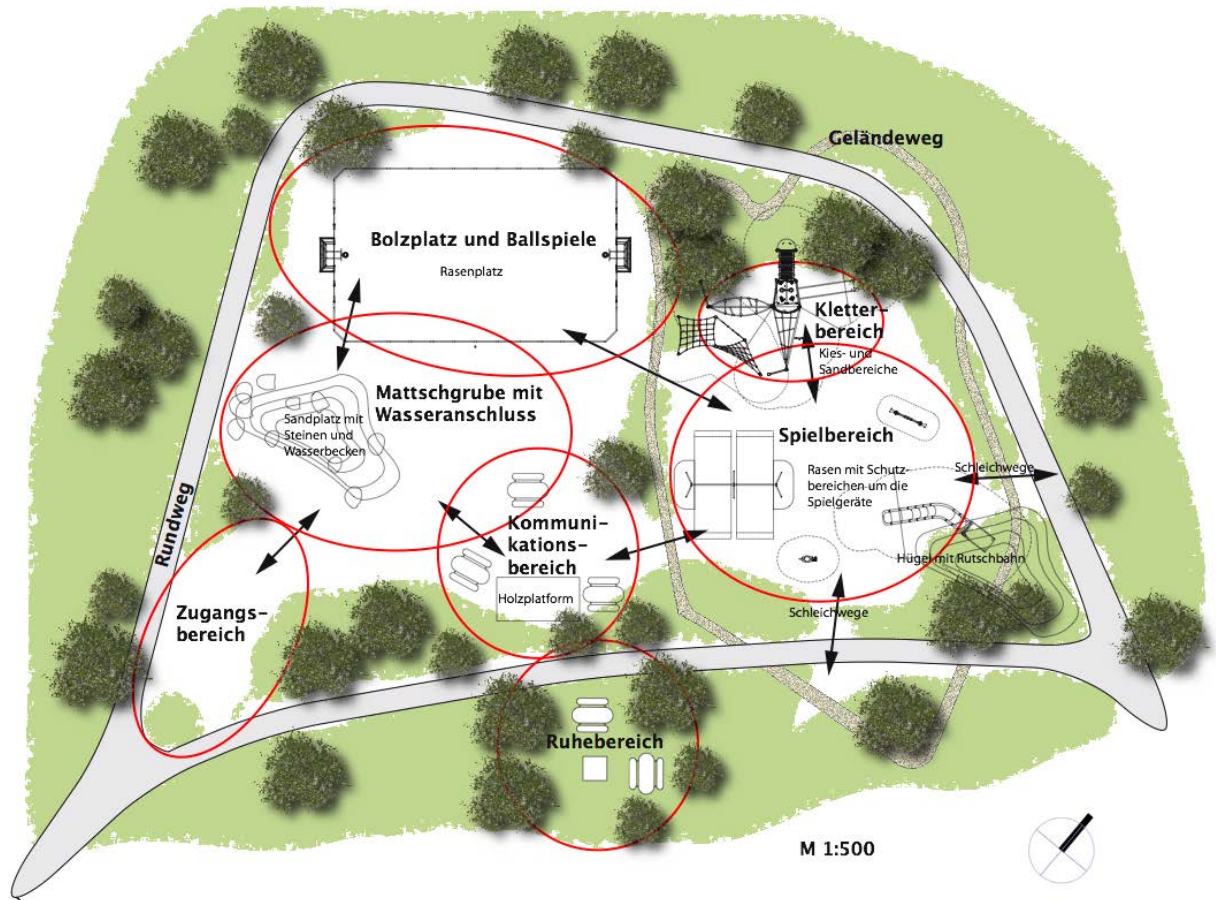 Geländeweg
Bolzplatz und Ballspiele
Rasenplatz
Kletter-
bereich
Kies- und
Sandbereiche
Mattschgrube mit
Wasseranschluss
Sandplatz mit
Steinen und
Wasserbecken
Spielbereich
Rasen mit Schutz-
bereichen um die
Spielgeräte
Schleichwege
Rundweg
Kommuni-
kations-
bereich
Hügel mit Rutschbahn
Holzplatform
Zugangs-
bereich
Schleichwege
Ruhebereich
M 1:500